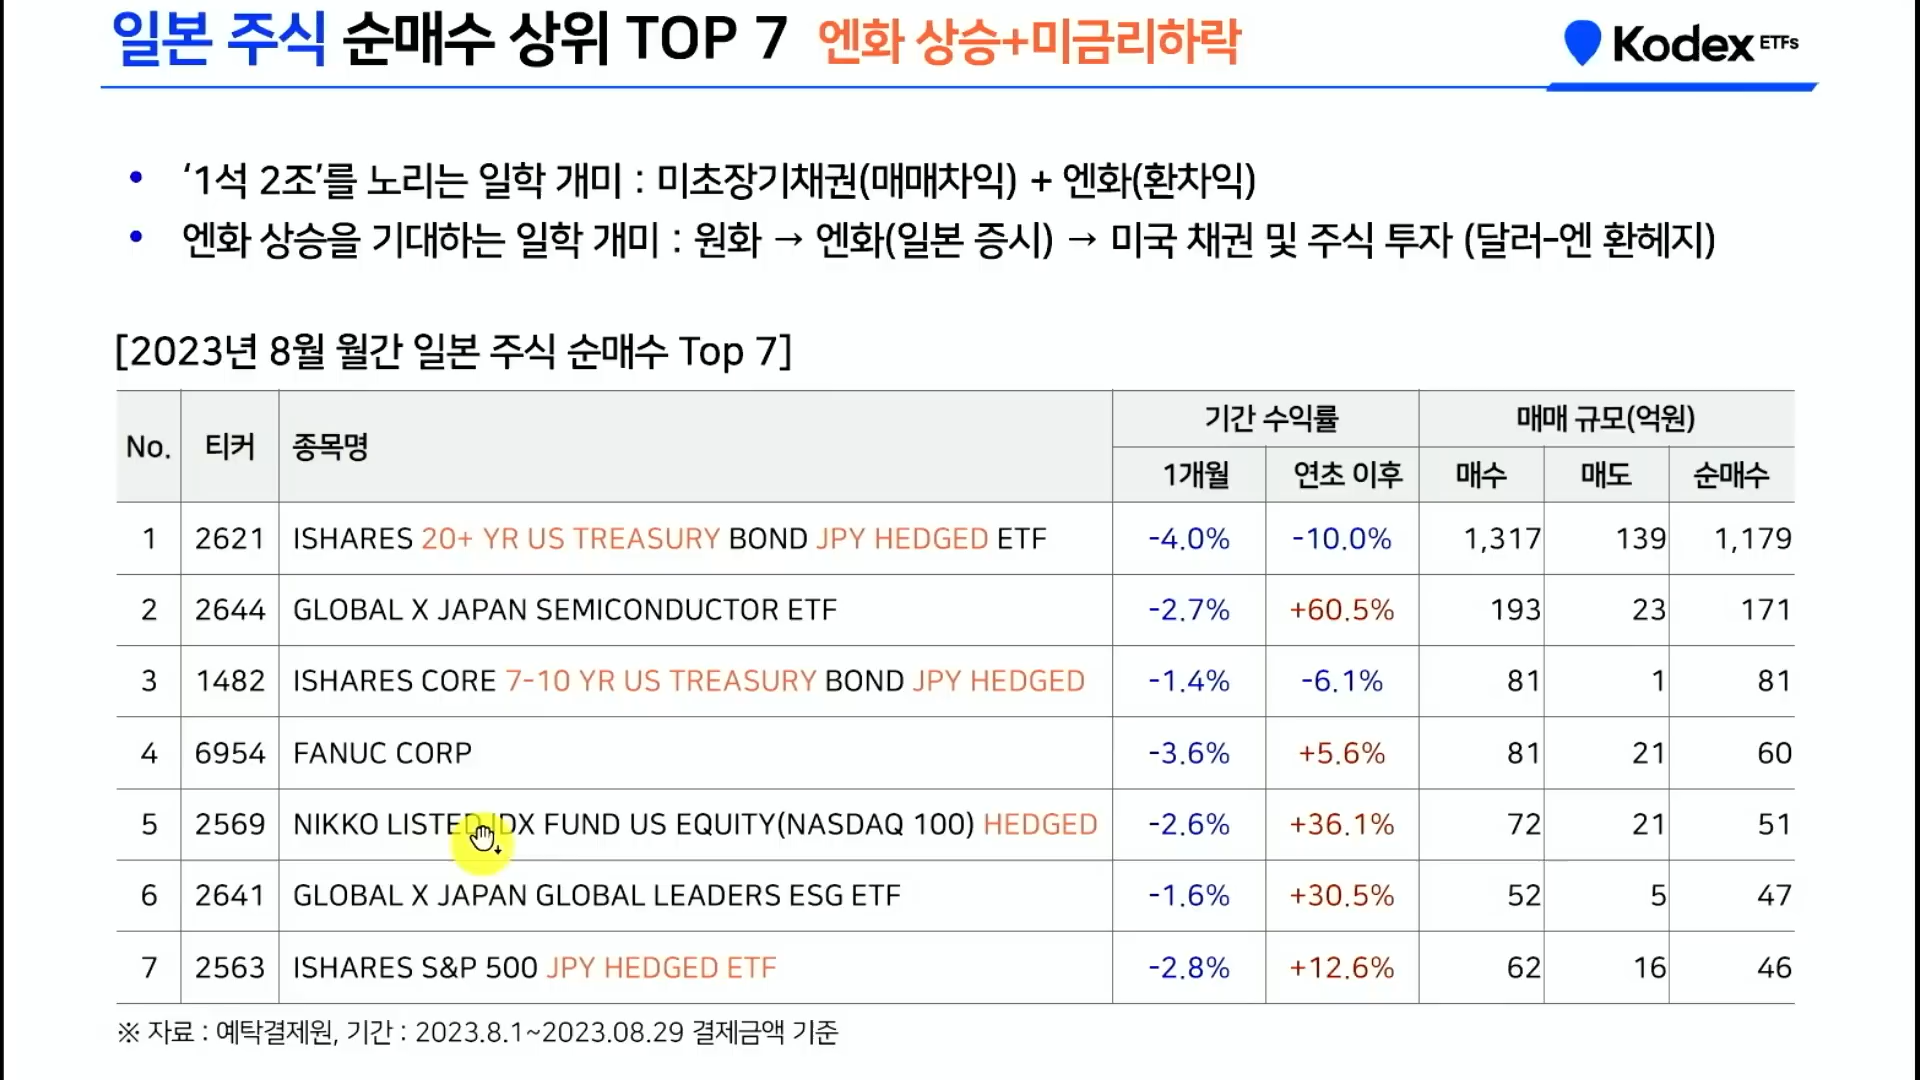 일본 주식 순매수 상위 TOP 7 엔화 상승+미금리하락
Kodex ETFs
• '1석 2조'를 노리는 일학 개미 : 미초장기채권(매매차익) + 엔화(환차익)
• 엔화 상승을 기대하는 일학 개미 : 원화 → 엔화(일본 증시) → 미국 채권 및 주식 투자 (달러-엔 환헤지)
[2023년 8월 월간 일본 주식 순매수 Top 7]
No. 티커 종목명 기간 수익률 매매 규모(억원)
1개월 연초 이후 매수 매도 순매수
1 2621 ISHARES 20+ YR US TREASURY BOND JPY HEDGED ETF -4.0% -10.0% 1,317 139 1,179
2 2644 GLOBAL X JAPAN SEMICONDUCTOR ETF -2.7% +60.5% 193 23 171
3 1482 ISHARES CORE 7-10 YR US TREASURY BOND JPY HEDGED -1.4% -6.1% 81 1 81
4 6954 FANUC CORP -3.6% +5.6% 81 21 60
5 2569 NIKKO LISTED IDX FUND US EQUITY(NASDAQ 100) HEDGED -2.6% +36.1% 72 21 51
6 2641 GLOBAL X JAPAN GLOBAL LEADERS ESG ETF -1.6% +30.5% 52 5 47
7 2563 ISHARES S&P 500 JPY HEDGED ETF -2.8% +12.6% 62 16 46
※ 자료 : 예탁결제원, 기간 : 2023.8.1~2023.08.29 결제금액 기준